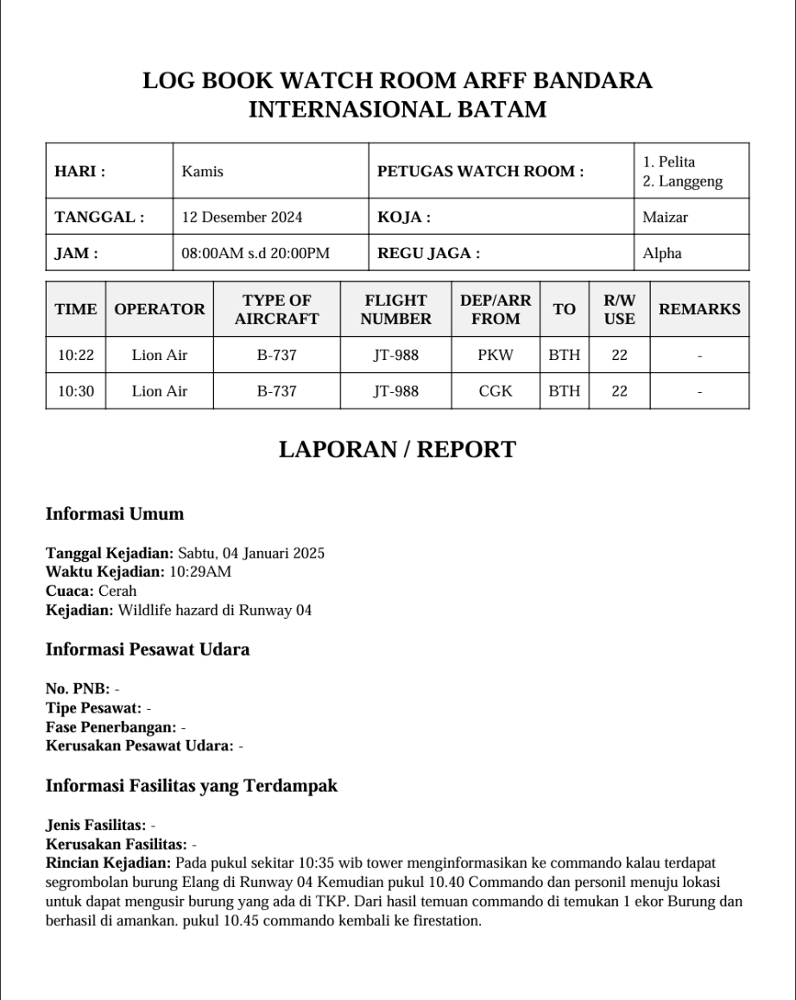 LOG BOOK WATCH ROOM ARFF BANDARA
INTERNASIONAL BATAM
HARI : Kamis PETUGAS WATCH ROOM : 1. Pelita
2. Langgeng
TANGGAL : 12 Desember 2024 KOJA : Maizar
JAM : 08:00AM s.d 20:00PM REGU JAGA : Alpha
TIME OPERATOR TYPE OF AIRCRAFT FLIGHT NUMBER DEP/ARR FROM TO R/W USE REMARKS
10:22 Lion Air B-737 JT-988 PKW BTH 22 -
10:30 Lion Air B-737 JT-988 CGK BTH 22 -
LAPORAN / REPORT
Informasi Umum
Tanggal Kejadian: Sabtu, 04 Januari 2025
Waktu Kejadian: 10:29AM
Cuaca: Cerah
Kejadian: Wildlife hazard di Runway 04
Informasi Pesawat Udara
No. PNB: -
Tipe Pesawat: -
Fase Penerbangan: -
Kerusakan Pesawat Udara: -
Informasi Fasilitas yang Terdampak
Jenis Fasilitas: -
Kerusakan Fasilitas: -
Rincian Kejadian: Pada pukul sekitar 10:35 wib tower menginformasikan ke commando kalau terdapat
segrombolan burung Elang di Runway 04 Kemudian pukul 10.40 Commando dan personil menuju lokasi
untuk dapat mengusir burung yang ada di TKP. Dari hasil temuan commando di temukan 1 ekor Burung dan
berhasil di amankan. pukul 10.45 commando kembali ke firestation.